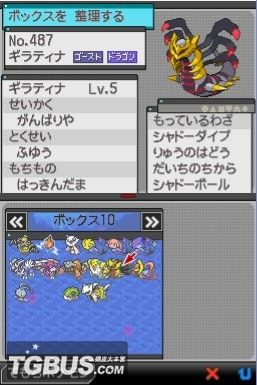 ボックスを 整理する
No.487
ギラティナ ゴースト ドラゴン
ギラティナ Lv.5
せいかく
がんばりや
とくせい
ふゆう
もちもの
はっきんだま
もっているわざ
シャドーダイブ
りゅうのはどう
だいちのちから
シャドーボール
ボックス10
TGBUS.COM